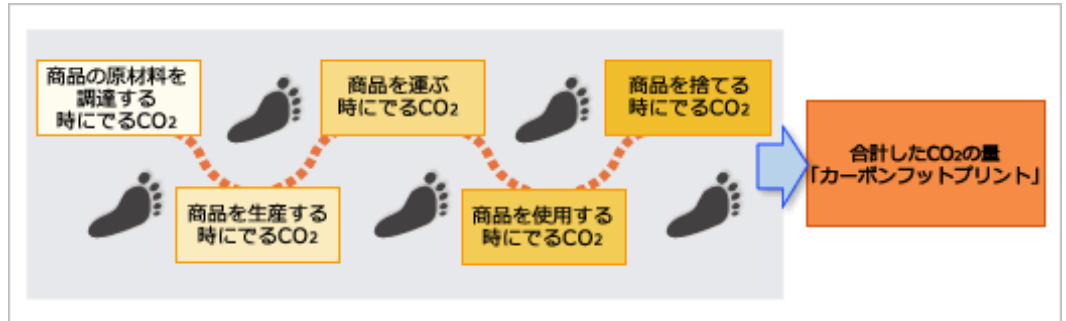 商品の原材料を
調達する
時にでるCO₂
商品を生産する
時にでるCO₂
商品を運ぶ
時にでるCO₂
商品を使用する
時にでるCO₂
商品を捨てる
時にでるCO₂
合計したCO₂の量
「カーボンフットプリント」